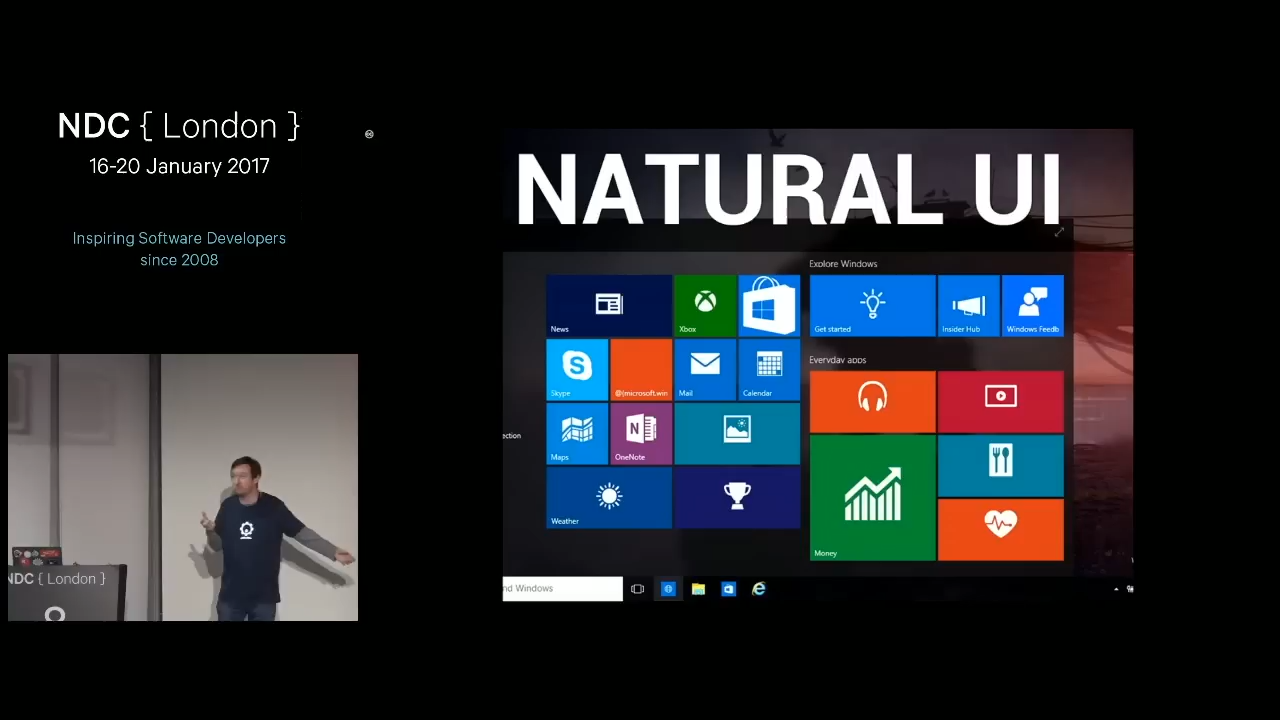 NDC { London }
16-20 January 2017
Inspiring Software Developers
since 2008
NATURAL UI
Explore Windows
News
Xbox
Get started
Insider Hub
Windows Feedb
Everyday apps
Skype
@{microsoft.win
Mail
Calendar
ection
Maps
OneNote
Weather
Money
nd Windows
NDC { London }